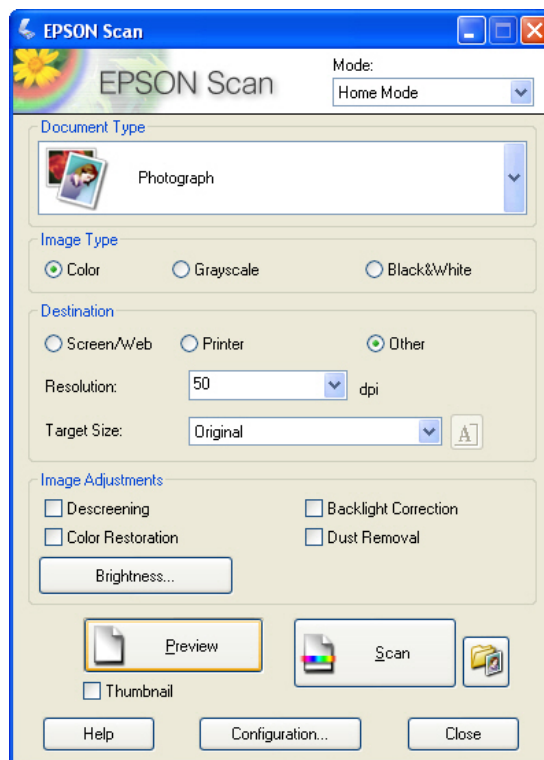 EPSON Scan
EPSON Scan
Mode:
Home Mode
Document Type
Photograph
Image Type
Color Grayscale Black&White
Destination
Screen/Web Printer Other
Resolution: 50 dpi
Target Size: Original A
Image Adjustments
Descreening Backlight Correction
Color Restoration Dust Removal
Brightness...
Preview Scan
Thumbnail
Help Configuration... Close